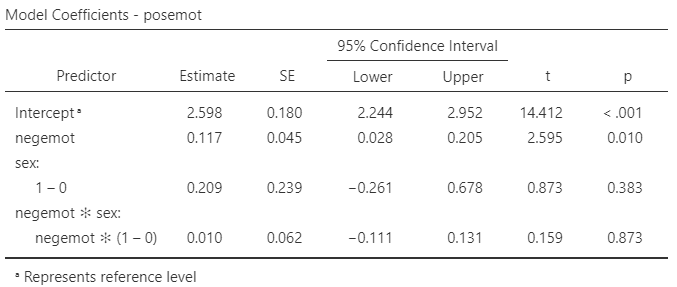 Model Coefficients - posemot
95% Confidence Interval
Predictor Estimate SE Lower Upper t p
Intercept ᵃ 2.598 0.180 2.244 2.952 14.412 < .001
negemot 0.117 0.045 0.028 0.205 2.595 0.010
sex:
1 – 0 0.209 0.239 −0.261 0.678 0.873 0.383
negemot ✻ sex:
negemot ✻ (1 – 0) 0.010 0.062 −0.111 0.131 0.159 0.873
ᵃ Represents reference level